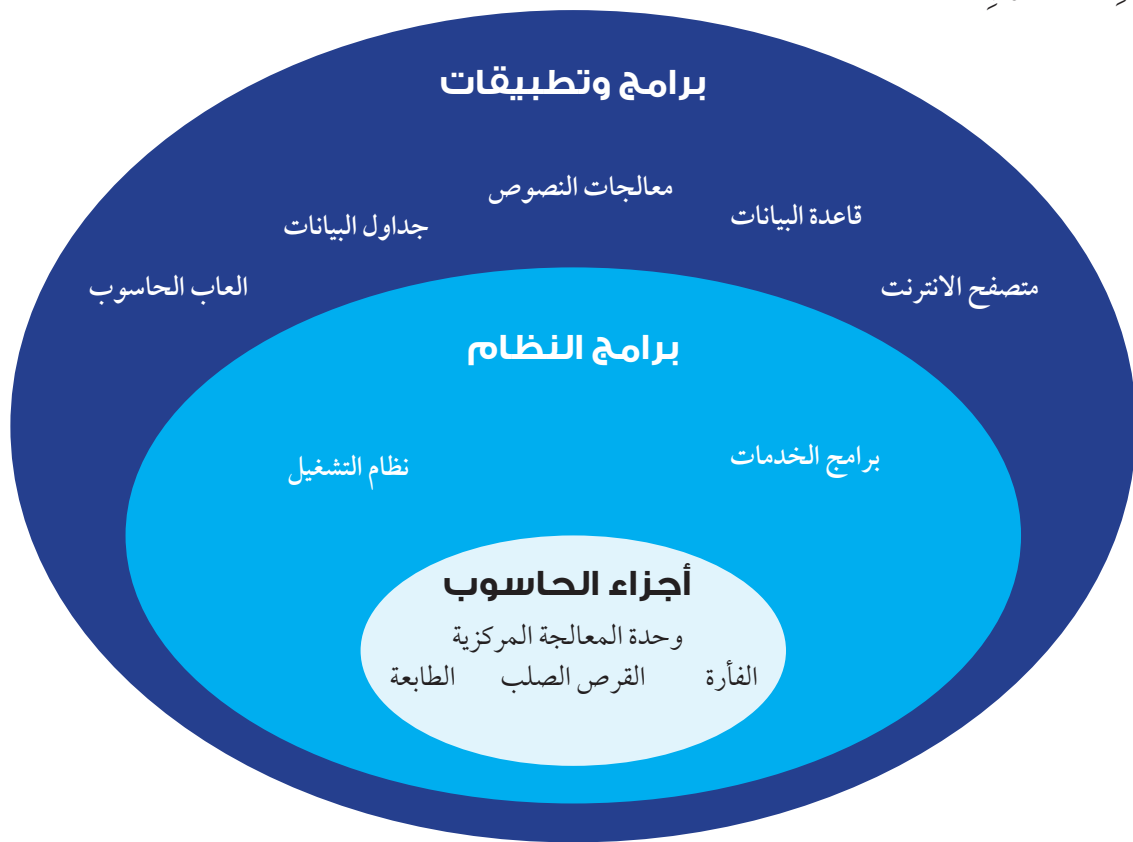 برامج وتطبيقات
معالجات النصوص
قاعدة البيانات
جداول البيانات
متصفح الانترنت
العاب الحاسوب
برامج النظام
برامج الخدمات
نظام التشغيل
أجزاء الحاسوب
وحدة المعالجة المركزية
الفأرة القرص الصلب الطابعة